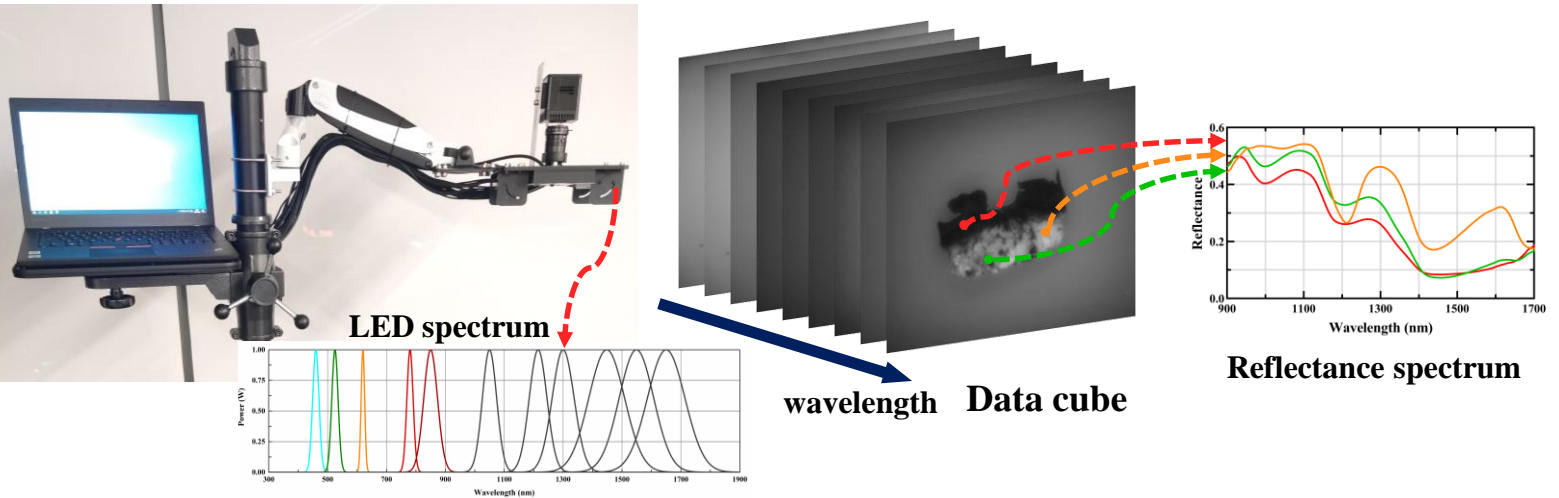 LED spectrum
1.00
0.75
0.50
0.25
0.00
Power (W)
300 500 700 900 1100 1300 1500 1700 1900
Wavelength (nm)
wavelength
Data cube
0.6
0.4
0.2
0.0
Reflectance
900 1100 1300 1500 1700
Wavelength (nm)
Reflectance spectrum